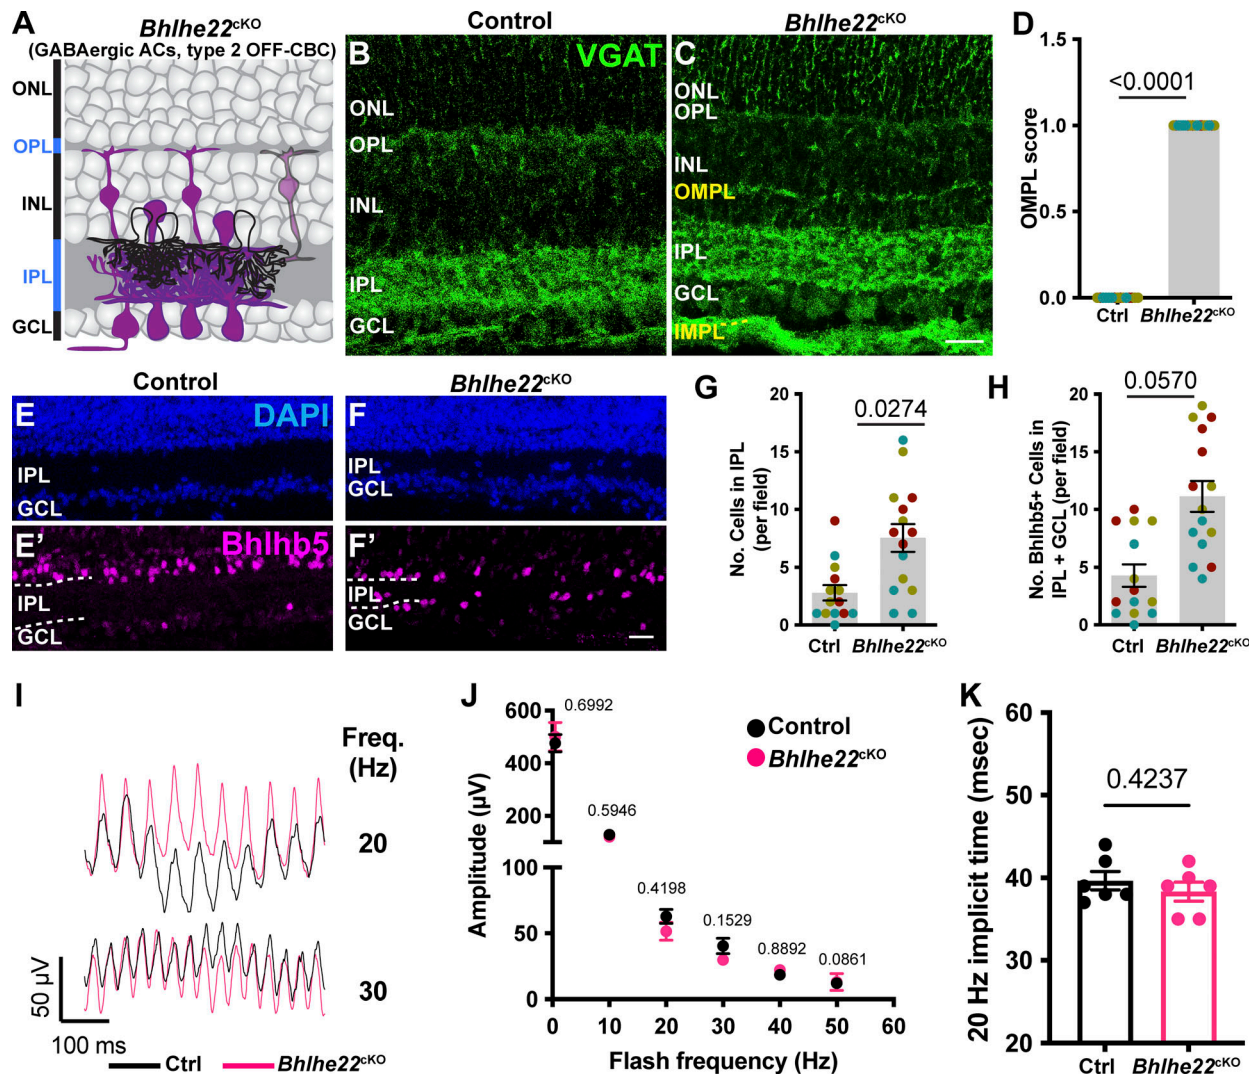 A
Bhlhe22cKO
(GABAergic ACs, type 2 OFF-CBC)
ONL
OPL
INL
IPL
GCL
Control
B
VGAT
ONL
OPL
INL
IPL
GCL
Bhlhe22cKO
C
ONL
OPL
INL
OMPL
IPL
GCL
IMPL
D
OMPL score
1.5
1.0
0.5
0.0
<0.0001
Ctrl
Bhlhe22cKO
Control
E
DAPI
IPL
GCL
E'
Bhlhb5
IPL
GCL
Bhlhe22cKO
F
IPL
GCL
F'
IPL
GCL
G
No. Cells in IPL
(per field)
20
15
10
5
0
0.0274
Ctrl
Bhlhe22cKO
H
No. Bhlhb5+ Cells in
IPL + GCL (per field)
20
15
10
5
0
0.0570
Ctrl
Bhlhe22cKO
I
Freq.
(Hz)
20
30
50 µV
100 ms
Ctrl
Bhlhe22cKO
J
Amplitude (µV)
600
400
200
100
50
0
0.6992
0.5946
0.4198
0.1529
0.8892
0.0861
Control
Bhlhe22cKO
0
10
20
30
40
50
60
Flash frequency (Hz)
K
20 Hz implicit time (msec)
60
50
40
30
20
0.4237
Ctrl
Bhlhe22cKO